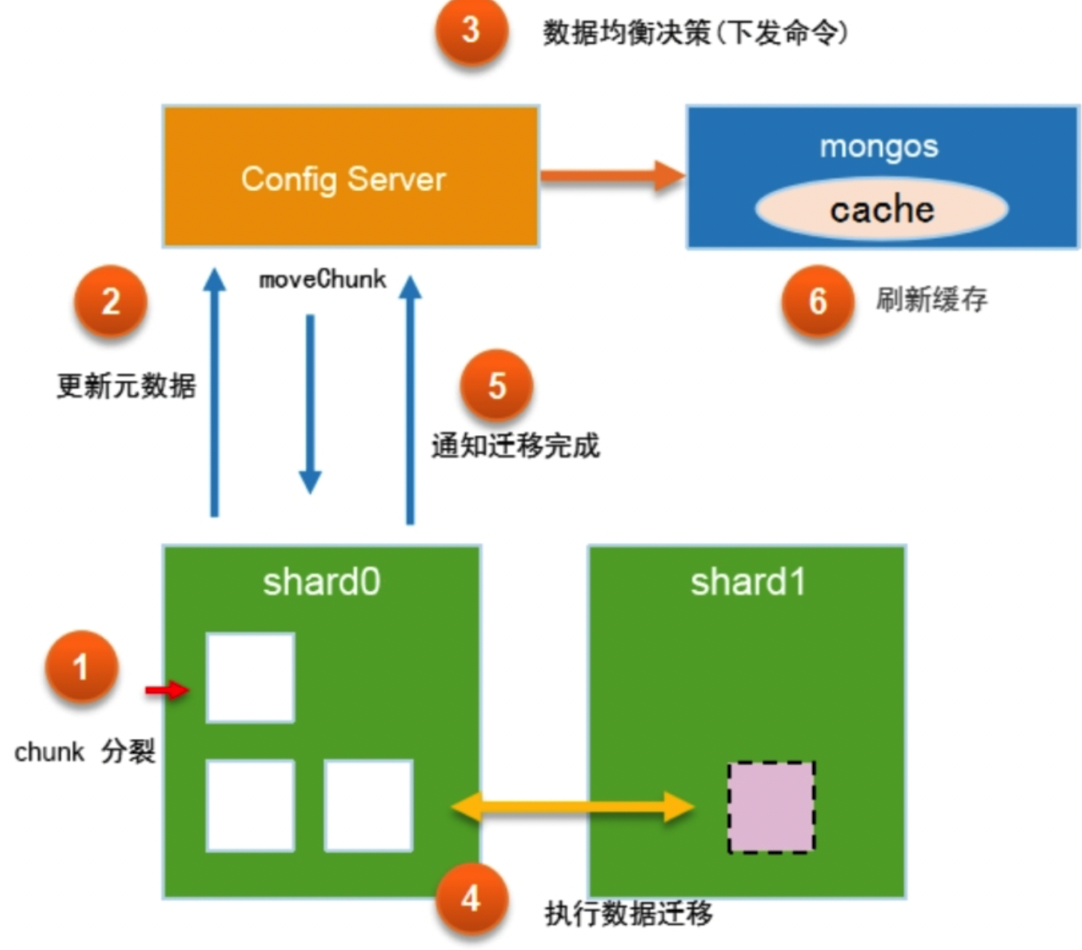 3 数据均衡决策(下发命令)
Config Server
mongos
cache
2
moveChunk
6 刷新缓存
更新元数据
5
通知迁移完成
shard0
shard1
1
chunk 分裂
4 执行数据迁移